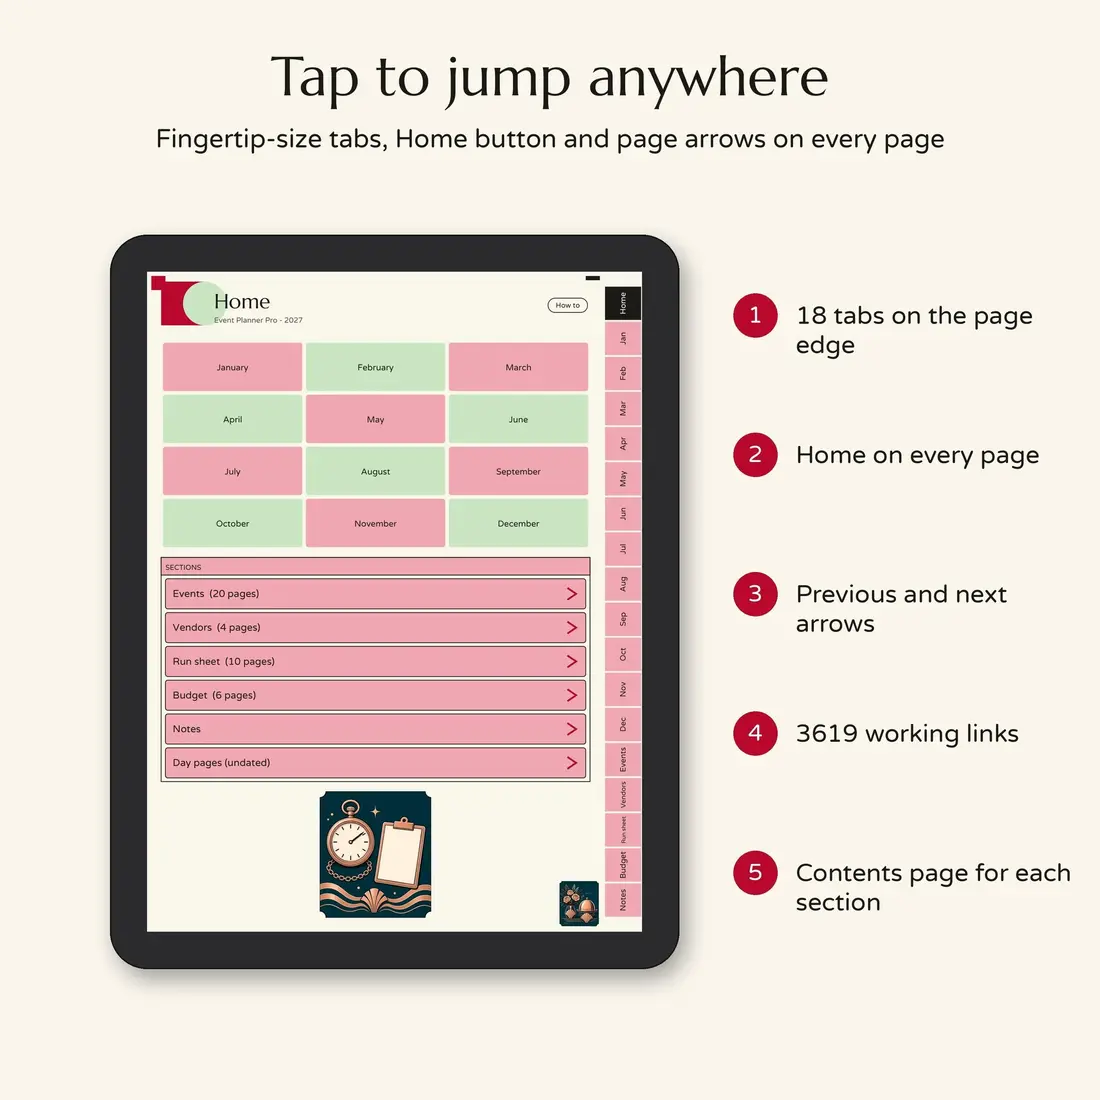 Tap to jump anywhere
Fingertip-size tabs, Home button and page arrows on every page
Home
Event Planner Pro - 2027
How to
January
February
March
April
May
June
July
August
September
October
November
December
SECTIONS
Events (20 pages)
Vendors (4 pages)
Run sheet (10 pages)
Budget (6 pages)
Notes
Day pages (undated)
Home
Jan
Feb
Mar
Apr
May
Jun
Jul
Aug
Sep
Oct
Nov
Dec
Events
Vendors
Run sheet
Budget
Notes
1 18 tabs on the page
edge
2 Home on every page
3 Previous and next
arrows
4 3619 working links
5 Contents page for each
section